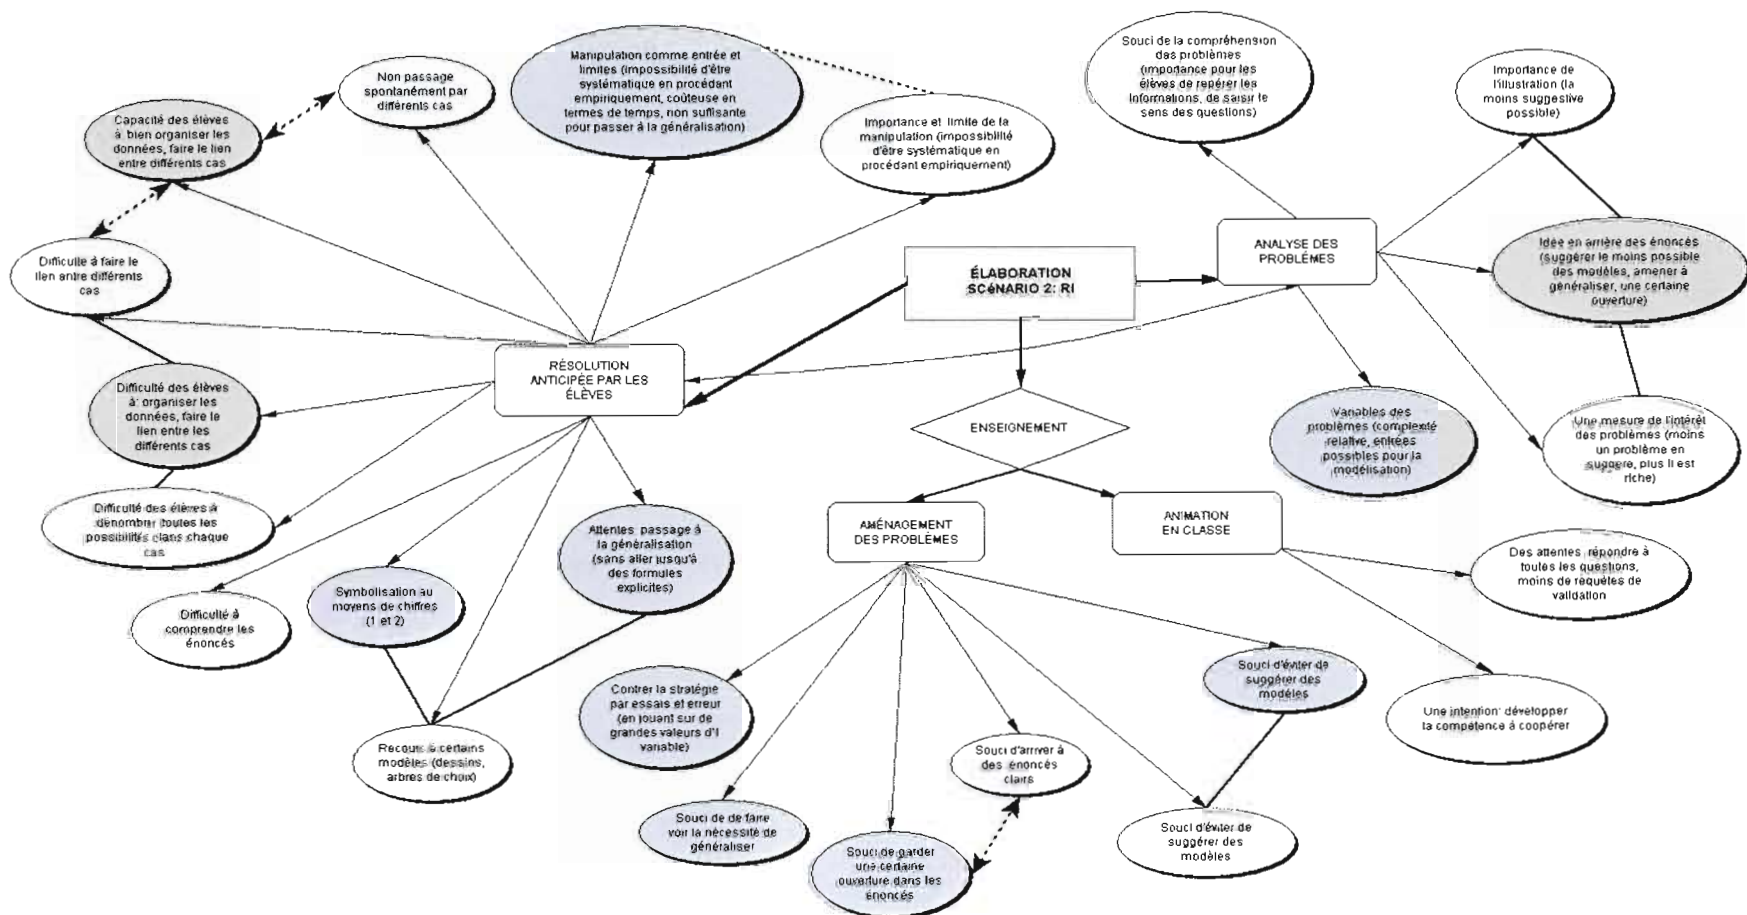 Souci de la compréhension
des problèmes
(importance pour les
élèves de repérer les
informations, de saisir le
sens des questions)
Manipulation comme entrée et
limites (impossibilité d'être
systématique en procédant
empiriquement, coûteuse en
termes de temps, non suffisante
pour passer à la généralisation)
Non passage
spontanément par
différents cas
Importance de
l'illustration (la
moins suggestive
possible)
Capacité des élèves
à bien organiser les
données, faire le lien
entre différents cas
Importance et limite de la
manipulation (impossibilité
d'être systématique en
procédant empiriquement)
Difficulté à faire le
lien entre différents
cas
ANALYSE DES
PROBLÈMES
Idée en arrière des énoncés
(suggérer le moins possible
des modèles, amener à
généraliser, une certaine
ouverture)
ÉLABORATION
SCéNARIO 2: RI
RÉSOLUTION
ANTICIPÉE PAR LES
ÉLÈVES
Difficulté des élèves
à: organiser les
données, faire le
lien entre les
différents cas
ENSEIGNEMENT
Variables des
problèmes (complexité
relative, entrées
possibles pour la
modélisation)
Une mesure de l'intérêt
des problèmes (moins
un problème en
suggère, plus il est
riche)
Difficulté des élèves à
dénombrer toutes les
possibilités dans chaque
cas
AMÉNAGEMENT
DES PROBLÈMES
ANIMATION
EN CLASSE
Attentes: passage à
la généralisation
(sans aller jusqu'à
des formules
explicites)
Des attentes: répondre à
toutes les questions,
moins de requêtes de
validation
Symbolisation au
moyens de chiffres
(1 et 2)
Difficulté à
comprendre les
énoncés
Souci d'éviter de
suggérer des
modèles
Contrer la stratégie
par essais et erreur
(en jouant sur de
grandes valeurs d'1
variable)
Une intention: développer
la compétence à coopérer
Recours à certains
modèles (dessins,
arbres de choix)
Souci d'arriver à
des énoncés
clairs
Souci de de faire
voir la nécessité de
généraliser
Souci de garder
une certaine
ouverture dans les
énoncés
Souci d'éviter de
suggérer des
modèles